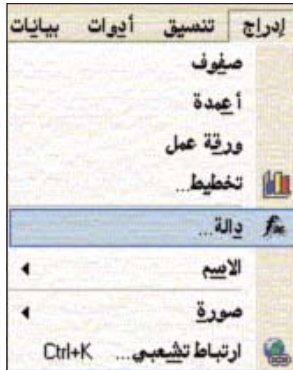 إدراج تنسيق أدوات بيانات
صفوف
أعمدة
ورقة عمل
تخطيط...
دالة...
الاسم
صورة
ارتباط تشعبي... Ctrl+K